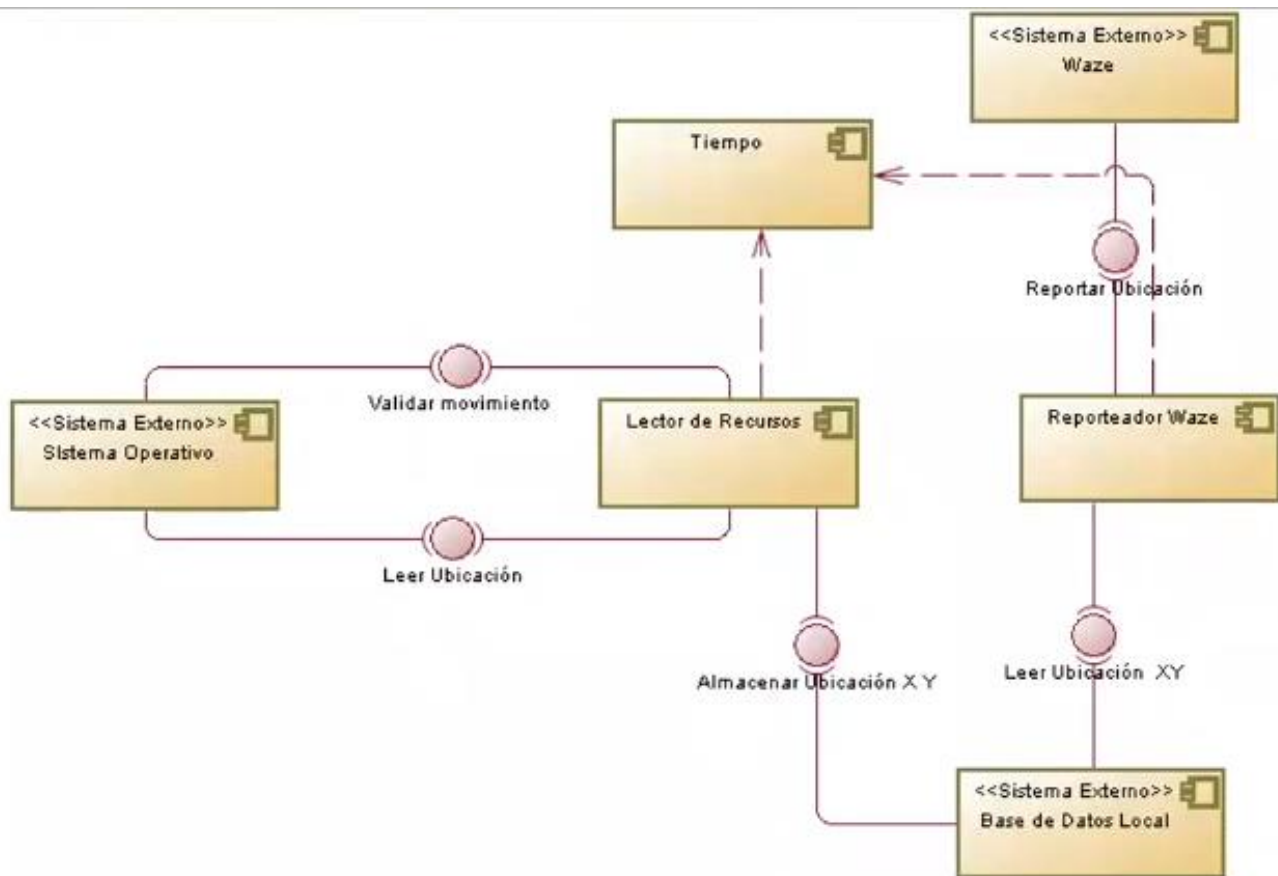 <<Sistema Externo>>
Waze
Tiempo
Reportar Ubicación
Validar movimiento
<<Sistema Externo>>
SIstema Operativo
Lector de Recursos
Reporteador Waze
Leer Ubicación
Almacenar Ubicación X Y
Leer Ubicación XY
<<Sistema Externo>>
Base de Datos Local